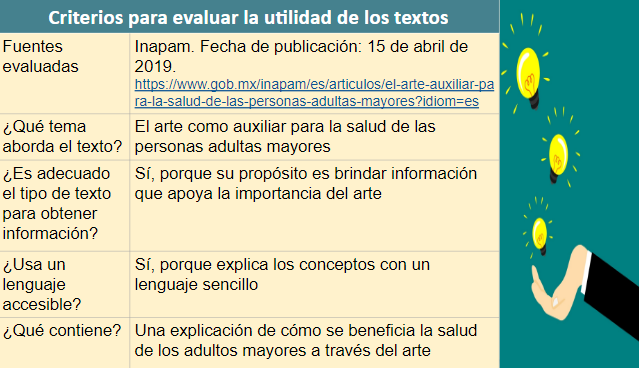 Criterios para evaluar la utilidad de los textos
Fuentes
evaluadas
Inapam. Fecha de publicación: 15 de abril de
2019.
https://www.gob.mx/inapam/es/articulos/el-arte-auxiliar-pa
ra-la-salud-de-las-personas-adultas-mayores?idiom=es
¿Qué tema
aborda el texto?
El arte como auxiliar para la salud de las
personas adultas mayores
¿Es adecuado
el tipo de texto
para obtener
información?
Sí, porque su propósito es brindar información
que apoya la importancia del arte
¿Usa un
lenguaje
accesible?
Sí, porque explica los conceptos con un
lenguaje sencillo
¿Qué contiene?
Una explicación de cómo se beneficia la salud
de los adultos mayores a través del arte